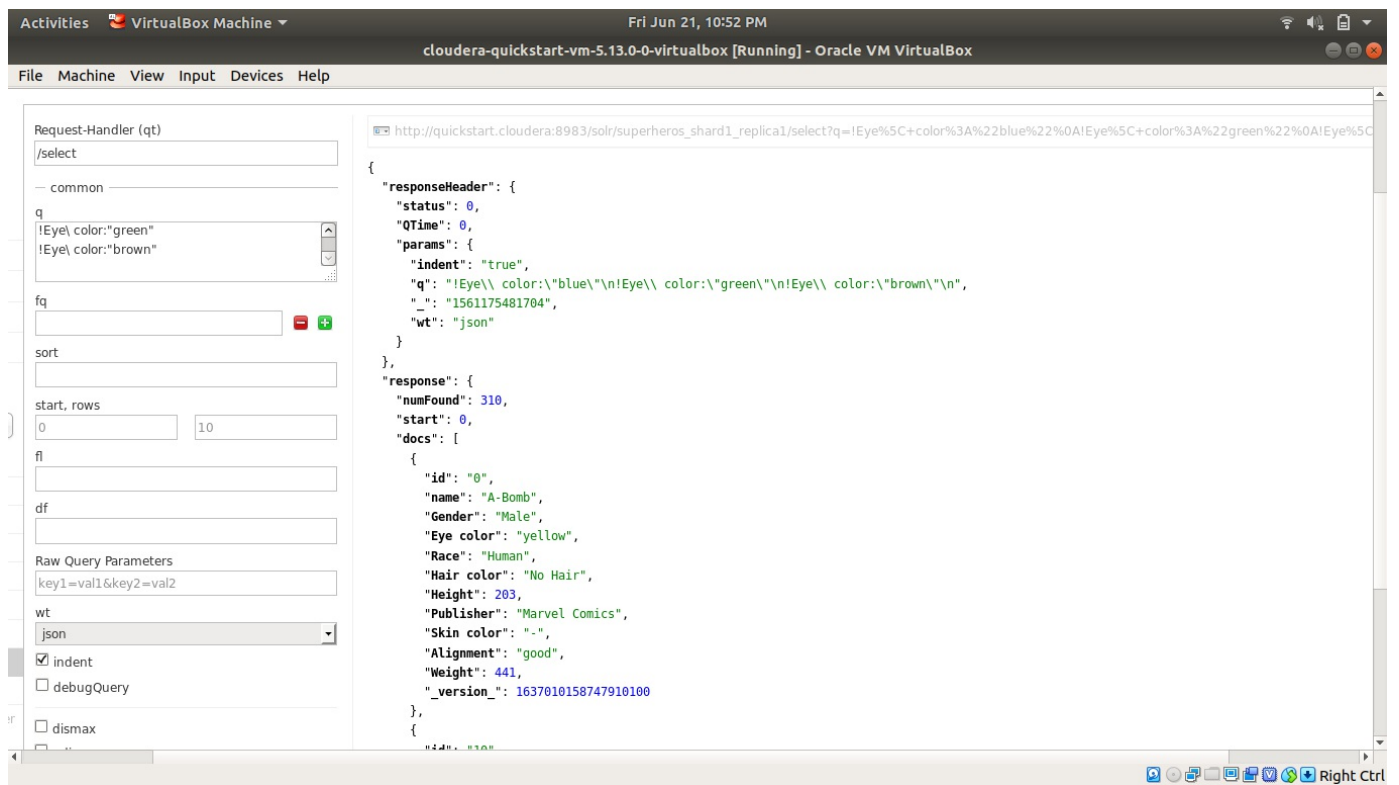 Activities VirtualBox Machine Fri Jun 21, 10:52 PM
cloudera-quickstart-vm-5.13.0-0-virtualbox [Running] - Oracle VM VirtualBox
File Machine View Input Devices Help
Request-Handler (qt)
/select
common
q
!Eye\ color:"green"
!Eye\ color:"brown"
fq
sort
start, rows
0 10
fl
df
Raw Query Parameters
key1=val1&key2=val2
wt
json
indent
debugQuery
dismax
http://quickstart.cloudera:8983/solr/superheros_shard1_replica1/select?q=!Eye%5C+color%3A%22blue%22%0A!Eye%5C+color%3A%22green%22%0A!Eye%5C
{
"responseHeader": {
"status": 0,
"QTime": 0,
"params": {
"indent": "true",
"q": "!Eye\\ color:\"blue\"\n!Eye\\ color:\"green\"\n!Eye\\ color:\"brown\"\n",
"_": "1561175481704",
"wt": "json"
}
},
"response": {
"numFound": 310,
"start": 0,
"docs": [
{
"id": "0",
"name": "A-Bomb",
"Gender": "Male",
"Eye color": "yellow",
"Race": "Human",
"Hair color": "No Hair",
"Height": 203,
"Publisher": "Marvel Comics",
"Skin color": "-",
"Alignment": "good",
"Weight": 441,
"_version_": 1637010158747910100
},
{
"id": "10"
Right Ctrl